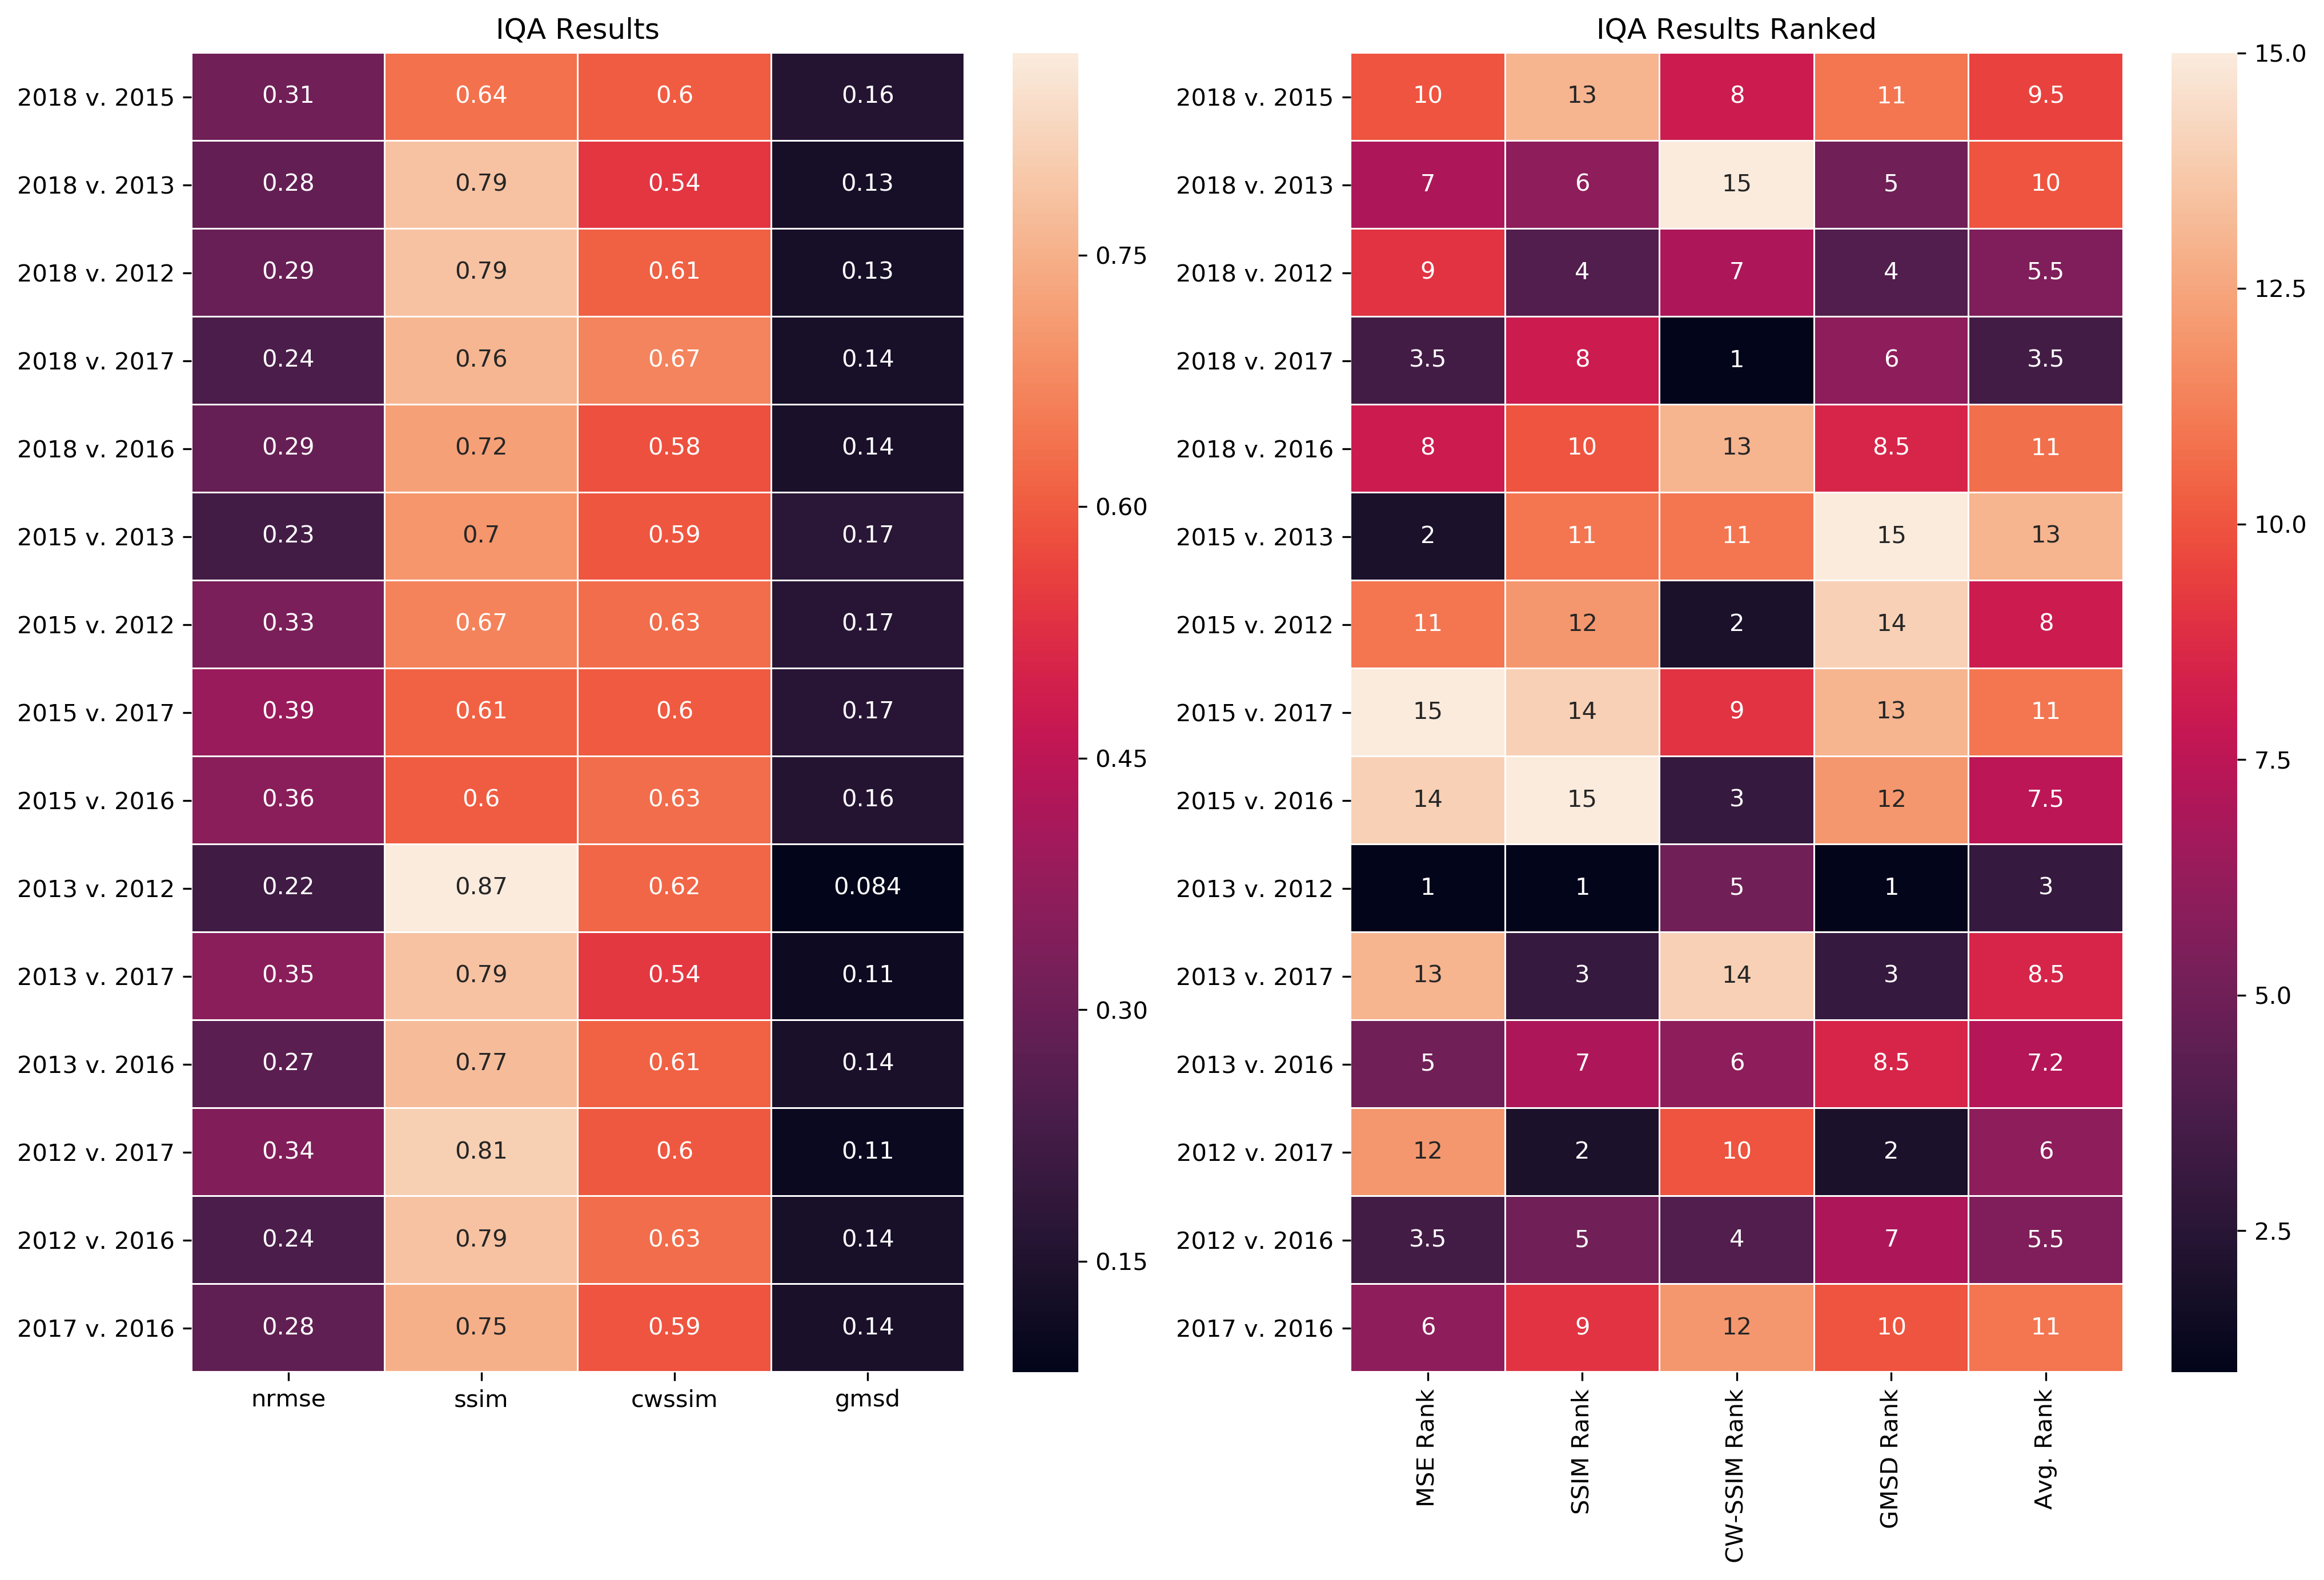 IQA Results
2018 v. 2015 0.31 0.64 0.6 0.16
2018 v. 2013 0.28 0.79 0.54 0.13
2018 v. 2012 0.29 0.79 0.61 0.13
2018 v. 2017 0.24 0.76 0.67 0.14
2018 v. 2016 0.29 0.72 0.58 0.14
2015 v. 2013 0.23 0.7 0.59 0.17
2015 v. 2012 0.33 0.67 0.63 0.17
2015 v. 2017 0.39 0.61 0.6 0.17
2015 v. 2016 0.36 0.6 0.63 0.16
2013 v. 2012 0.22 0.87 0.62 0.084
2013 v. 2017 0.35 0.79 0.54 0.11
2013 v. 2016 0.27 0.77 0.61 0.14
2012 v. 2017 0.34 0.81 0.6 0.11
2012 v. 2016 0.24 0.79 0.63 0.14
2017 v. 2016 0.28 0.75 0.59 0.14
nrmse ssim cwssim gmsd
0.75
0.60
0.45
0.30
0.15
IQA Results Ranked
2018 v. 2015 10 13 8 11 9.5
2018 v. 2013 7 6 15 5 10
2018 v. 2012 9 4 7 4 5.5
2018 v. 2017 3.5 8 1 6 3.5
2018 v. 2016 8 10 13 8.5 11
2015 v. 2013 2 11 11 15 13
2015 v. 2012 11 12 2 14 8
2015 v. 2017 15 14 9 13 11
2015 v. 2016 14 15 3 12 7.5
2013 v. 2012 1 1 5 1 3
2013 v. 2017 13 3 14 3 8.5
2013 v. 2016 5 7 6 8.5 7.2
2012 v. 2017 12 2 10 2 6
2012 v. 2016 3.5 5 4 7 5.5
2017 v. 2016 6 9 12 10 11
MSE Rank
SSIM Rank
CW-SSIM Rank
GMSD Rank
Avg. Rank
15.0
12.5
10.0
7.5
5.0
2.5